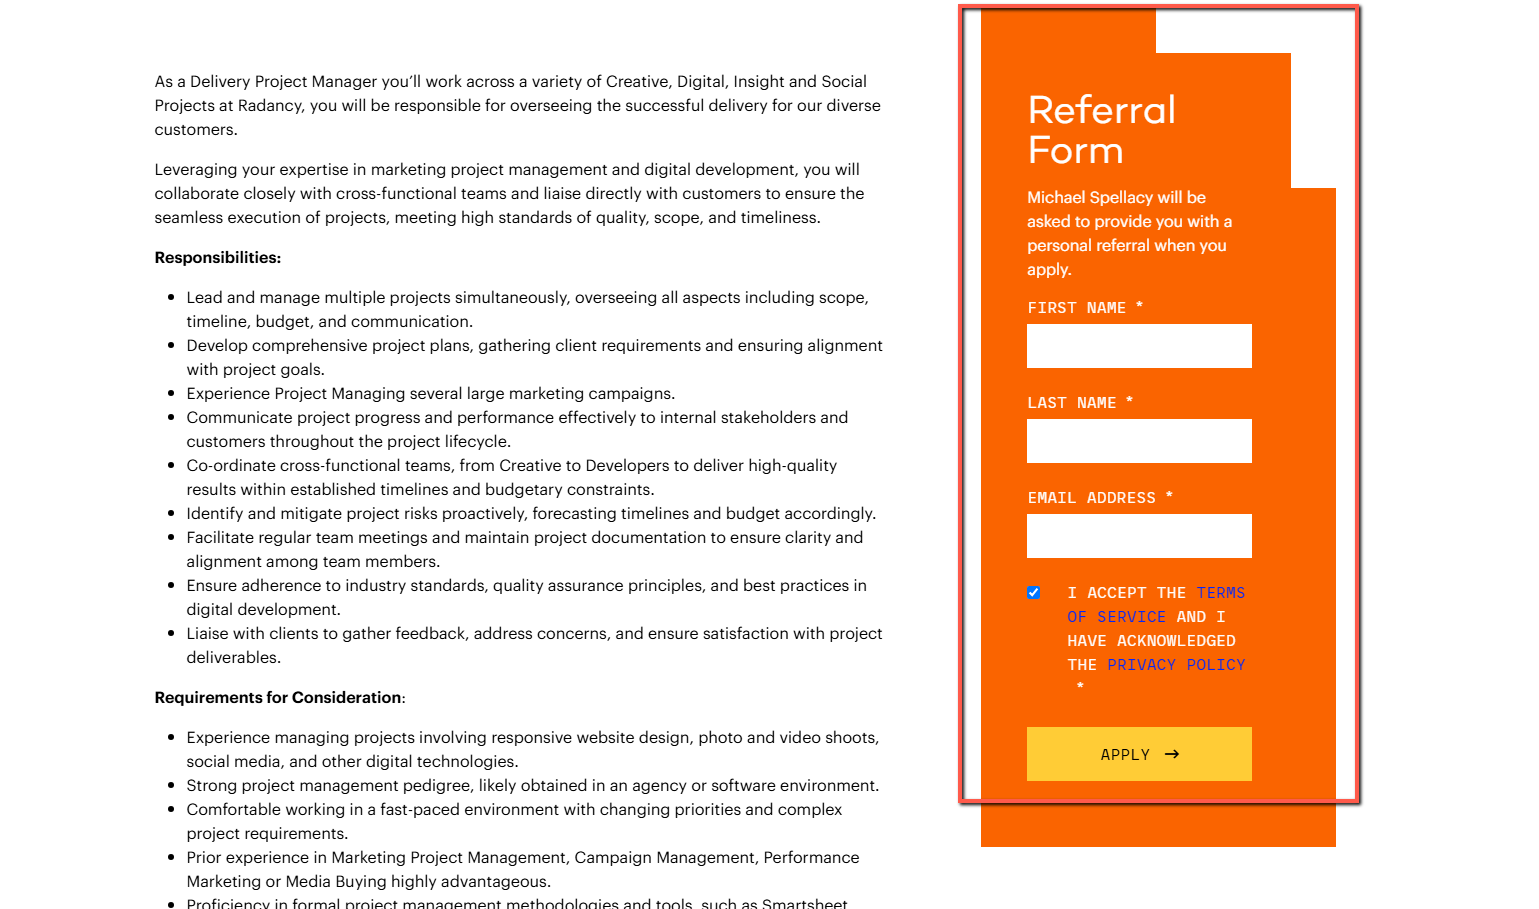 As a Delivery Project Manager you’ll work across a variety of Creative, Digital, Insight and Social
Projects at Radancy, you will be responsible for overseeing the successful delivery for our diverse
customers.
Leveraging your expertise in marketing project management and digital development, you will
collaborate closely with cross-functional teams and liaise directly with customers to ensure the
seamless execution of projects, meeting high standards of quality, scope, and timeliness.
Responsibilities:
Lead and manage multiple projects simultaneously, overseeing all aspects including scope,
timeline, budget, and communication.
Develop comprehensive project plans, gathering client requirements and ensuring alignment
with project goals.
Experience Project Managing several large marketing campaigns.
Communicate project progress and performance effectively to internal stakeholders and
customers throughout the project lifecycle.
Co-ordinate cross-functional teams, from Creative to Developers to deliver high-quality
results within established timelines and budgetary constraints.
Identify and mitigate project risks proactively, forecasting timelines and budget accordingly.
Facilitate regular team meetings and maintain project documentation to ensure clarity and
alignment among team members.
Ensure adherence to industry standards, quality assurance principles, and best practices in
digital development.
Liaise with clients to gather feedback, address concerns, and ensure satisfaction with project
deliverables.
Requirements for Consideration:
Experience managing projects involving responsive website design, photo and video shoots,
social media, and other digital technologies.
Strong project management pedigree, likely obtained in an agency or software environment.
Comfortable working in a fast-paced environment with changing priorities and complex
project requirements.
Prior experience in Marketing Project Management, Campaign Management, Performance
Marketing or Media Buying highly advantageous.
Proficiency in formal project management methodologies and tools, such as Smartsheet
Referral
Form
Michael Spellacy will be
asked to provide you with a
personal referral when you
apply.
FIRST NAME *
LAST NAME *
EMAIL ADDRESS *
I ACCEPT THE TERMS
OF SERVICE AND I
HAVE ACKNOWLEDGED
THE PRIVACY POLICY
*
APPLY →